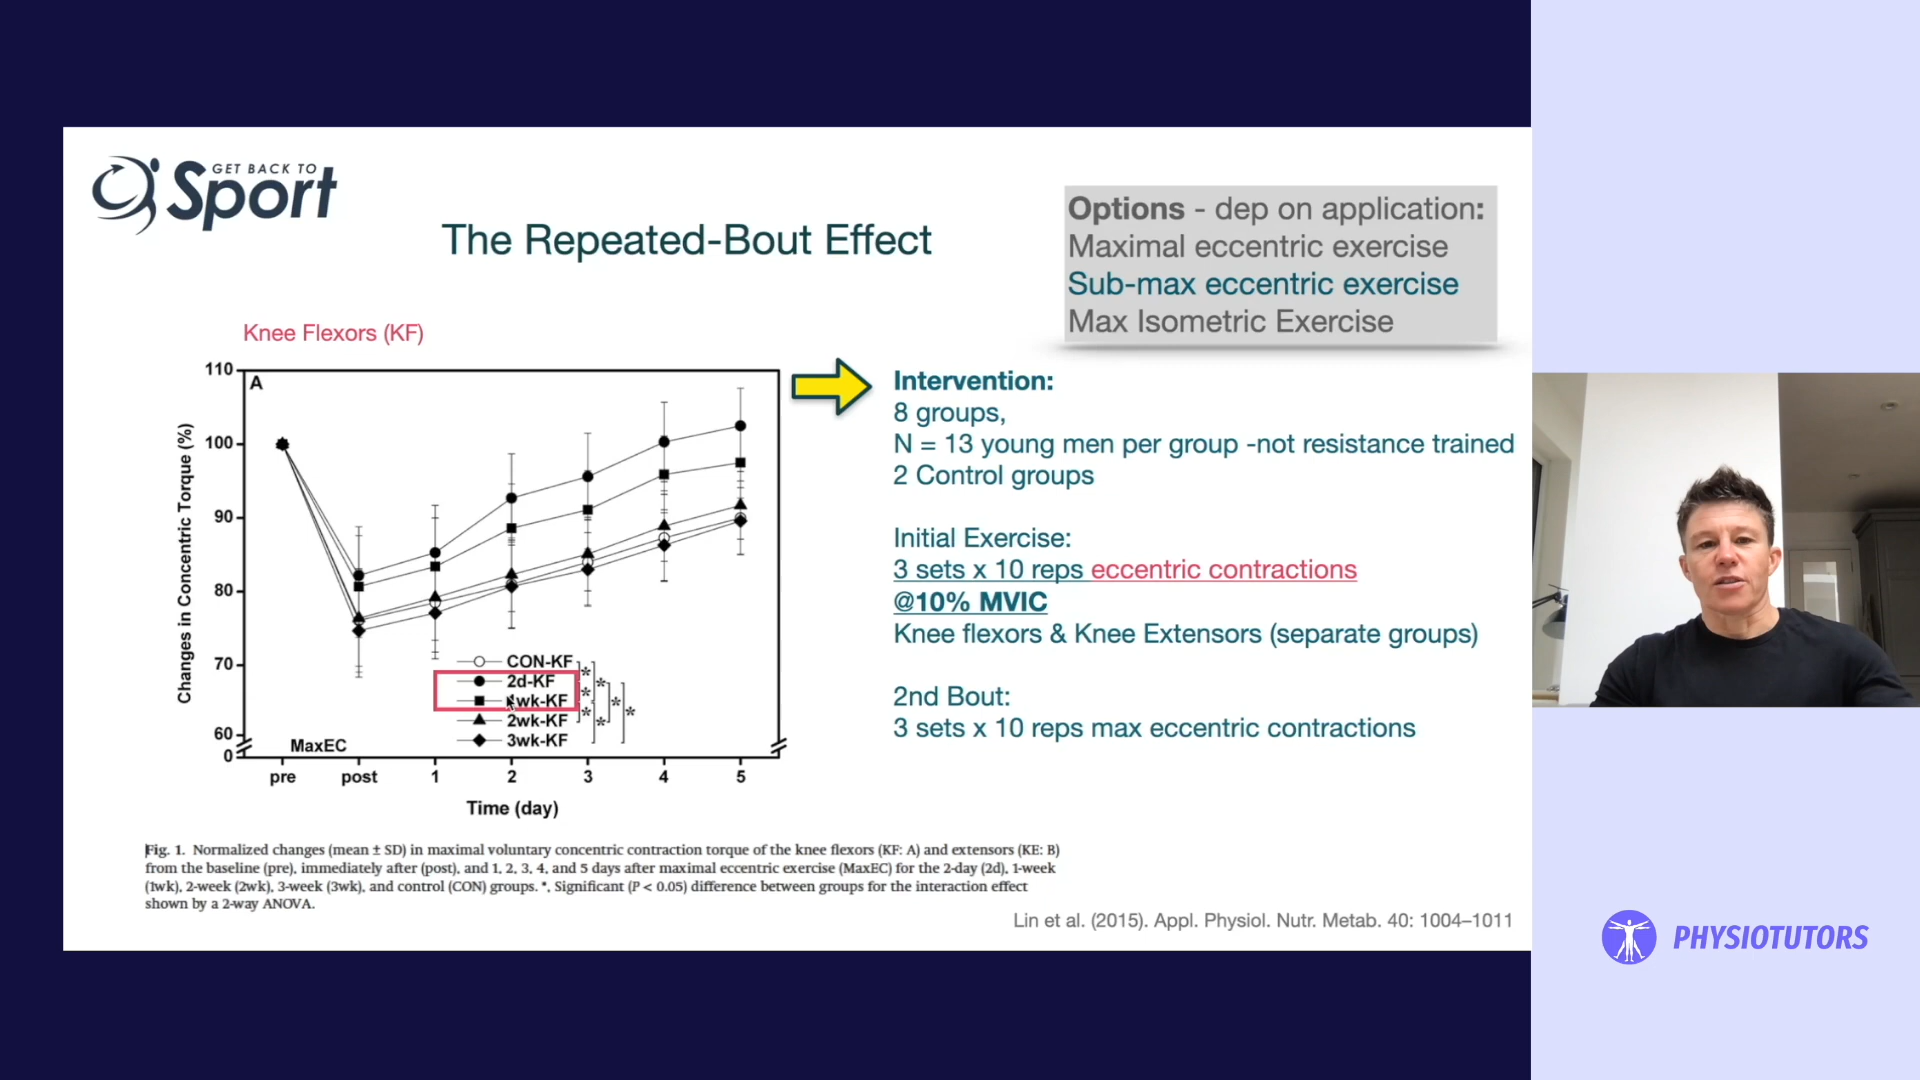 GET BACK TO
Sport
The Repeated-Bout Effect
Options - dep on application:
Maximal eccentric exercise
Sub-max eccentric exercise
Max Isometric Exercise
Knee Flexors (KF)
110
100
90
80
70
60
0
Changes in Concentric Torque (%)
A
CON-KF
2d-KF
1wk-KF
2wk-KF
3wk-KF
* * * * * * *
MaxEC
pre post 1 2 3 4 5
Time (day)
Intervention:
8 groups,
N = 13 young men per group -not resistance trained
2 Control groups
Initial Exercise:
3 sets x 10 reps eccentric contractions
@10% MVIC
Knee flexors & Knee Extensors (separate groups)
2nd Bout:
3 sets x 10 reps max eccentric contractions
Fig. 1. Normalized changes (mean ± SD) in maximal voluntary concentric contraction torque of the knee flexors (KF: A) and extensors (KE: B)
from the baseline (pre), immediately after (post), and 1, 2, 3, 4, and 5 days after maximal eccentric exercise (MaxEC) for the 2-day (2d), 1-week
(1wk), 2-week (2wk), 3-week (3wk), and control (CON) groups. *, Significant (P < 0.05) difference between groups for the interaction effect
shown by a 2-way ANOVA.
Lin et al. (2015). Appl. Physiol. Nutr. Metab. 40: 1004–1011
PHYSIOTUTORS